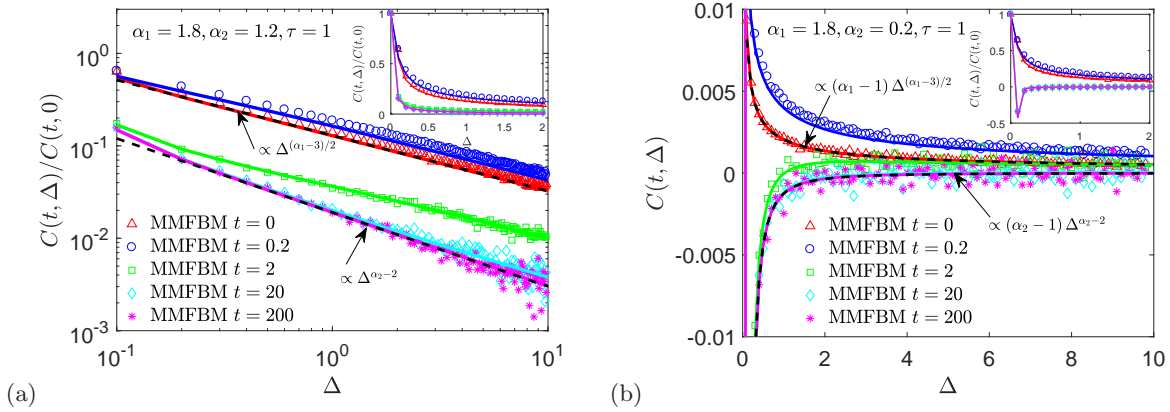 α₁ = 1.8, α₂ = 1.2, τ = 1
C(t, Δ)/C(t, 0)
10⁰
10⁻¹
10⁻²
10⁻³
10⁻¹
10⁰
10¹
Δ
∝ Δ^{(α₁−3)/2}
∝ Δ^{α₂−2}
MMFBM t = 0
MMFBM t = 0.2
MMFBM t = 2
MMFBM t = 20
MMFBM t = 200
C(t, Δ)/C(t, 0)
1
0.5
0
0
0.5
1
1.5
2
Δ
(a)
α₁ = 1.8, α₂ = 0.2, τ = 1
C(t, Δ)
0.01
0.005
0
-0.005
-0.01
0
2
4
6
8
10
Δ
∝ (α₁ − 1) Δ^{(α₁−3)/2}
∝ (α₂ − 1) Δ^{α₂−2}
MMFBM t = 0
MMFBM t = 0.2
MMFBM t = 2
MMFBM t = 20
MMFBM t = 200
C(t, Δ)/C(t, 0)
1
0.5
0
-0.5
0
1
2
Δ
(b)